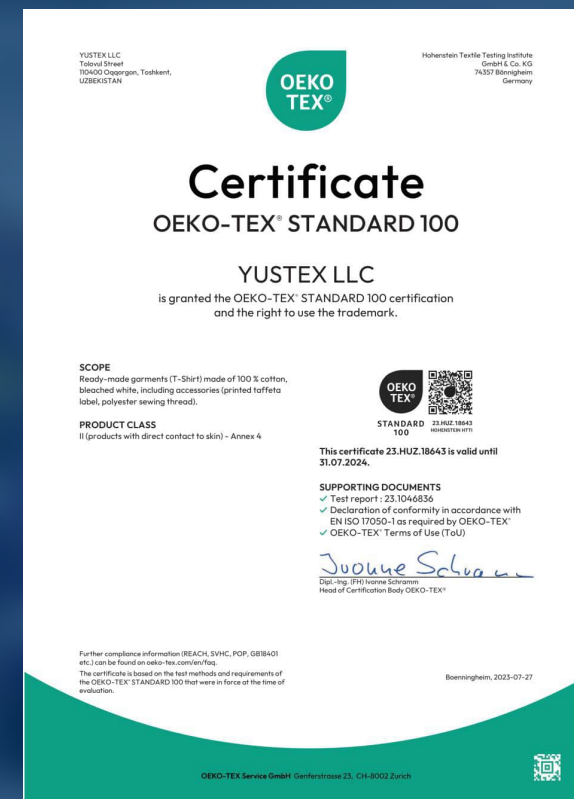 YUSTEX LLC
Tolovul Street
110400 Oqqorgon, Toshkent,
UZBEKISTAN
OEKO
TEX®
Hohenstein Textile Testing Institute
GmbH & Co. KG
74357 Bönnigheim
Germany
Certificate
OEKO-TEX® STANDARD 100
YUSTEX LLC
is granted the OEKO-TEX® STANDARD 100 certification
and the right to use the trademark.
SCOPE
Ready-made garments (T-Shirt) made of 100 % cotton,
bleached white, including accessories (printed taffeta
label, polyester sewing thread).
PRODUCT CLASS
II (products with direct contact to skin) - Annex 4
OEKO
TEX®
STANDARD
100
23.HUZ.18643
HOHENSTEIN HTTI
This certificate 23.HUZ.18643 is valid until
31.07.2024.
SUPPORTING DOCUMENTS
✓ Test report : 23.1046836
✓ Declaration of conformity in accordance with
EN ISO 17050-1 as required by OEKO-TEX®
✓ OEKO-TEX® Terms of Use (ToU)
Ivonne Schramm
Dipl.-Ing. (FH) Ivonne Schramm
Head of Certification Body OEKO-TEX®
Further compliance information (REACH, SVHC, POP, GB18401
etc.) can be found on oeko-tex.com/en/faq.
The certificate is based on the test methods and requirements of
the OEKO-TEX® STANDARD 100 that were in force at the time of
evaluation.
Boenningheim, 2023-07-27
OEKO-TEX Service GmbH Genferstrasse 23, CH-8002 Zurich